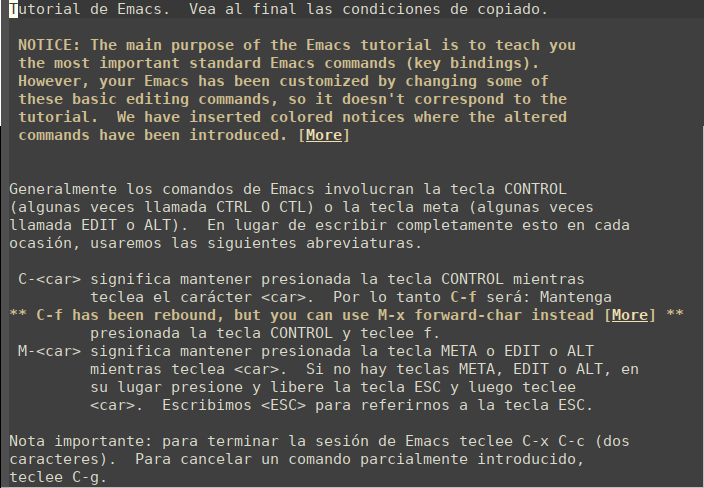 Tutorial de Emacs.  Vea al final las condiciones de copiado.
NOTICE: The main purpose of the Emacs tutorial is to teach you
the most important standard Emacs commands (key bindings).
However, your Emacs has been customized by changing some of
these basic editing commands, so it doesn't correspond to the
tutorial.  We have inserted colored notices where the altered
commands have been introduced. [More]
Generalmente los comandos de Emacs involucran la tecla CONTROL
(algunas veces llamada CTRL O CTL) o la tecla meta (algunas veces
llamada EDIT o ALT).  En lugar de escribir completamente esto en cada
ocasión, usaremos las siguientes abreviaturas.
C-<car> significa mantener presionada la tecla CONTROL mientras
teclea el carácter <car>.  Por lo tanto C-f será: Mantenga
** C-f has been rebound, but you can use M-x forward-char instead [More] **
presionada la tecla CONTROL y teclee f.
M-<car> significa mantener presionada la tecla META o EDIT o ALT
mientras teclea <car>.  Si no hay teclas META, EDIT o ALT, en
su lugar presione y libere la tecla ESC y luego teclee
<car>.  Escribimos <ESC> para referirnos a la tecla ESC.
Nota importante: para terminar la sesión de Emacs teclee C-x C-c (dos
caracteres).  Para cancelar un comando parcialmente introducido,
teclee C-g.